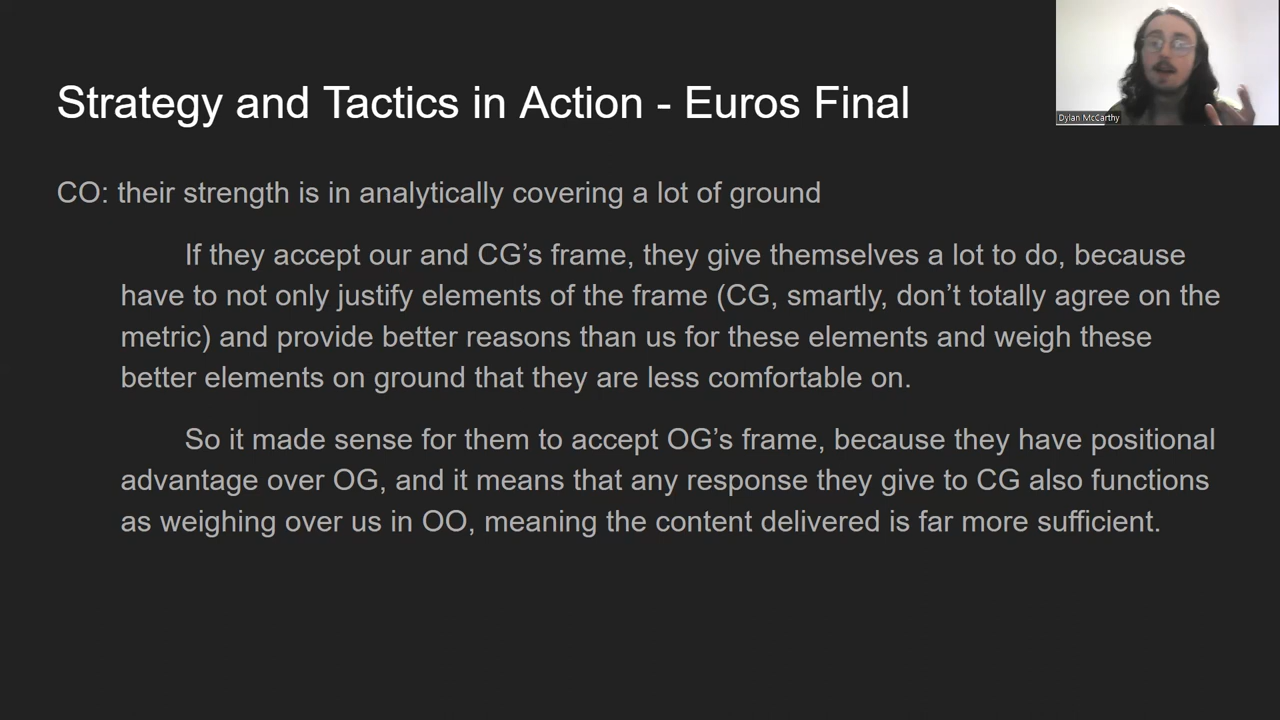 Strategy and Tactics in Action - Euros Final
Dylan McCarthy
CO: their strength is in analytically covering a lot of ground
If they accept our and CG’s frame, they give themselves a lot to do, because
have to not only justify elements of the frame (CG, smartly, don’t totally agree on the
metric) and provide better reasons than us for these elements and weigh these
better elements on ground that they are less comfortable on.
So it made sense for them to accept OG’s frame, because they have positional
advantage over OG, and it means that any response they give to CG also functions
as weighing over us in OO, meaning the content delivered is far more sufficient.